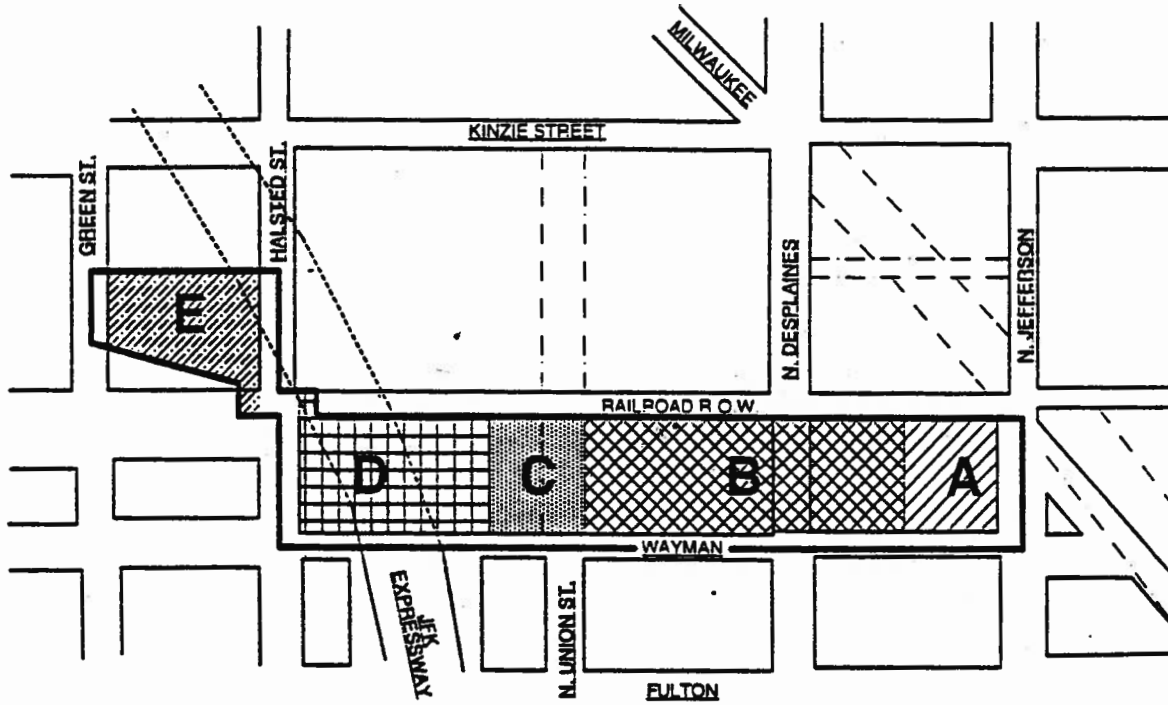 MILWAUKEE
KINZIE STREET
GREEN ST.
HALSTED ST.
N. DESPLAINES
N. JEFFERSON
E
RAILROAD R.O.W.
D
C
B
A
WAYMAN
JFK
EXPRESSWAY
N. UNION ST.
FULTON